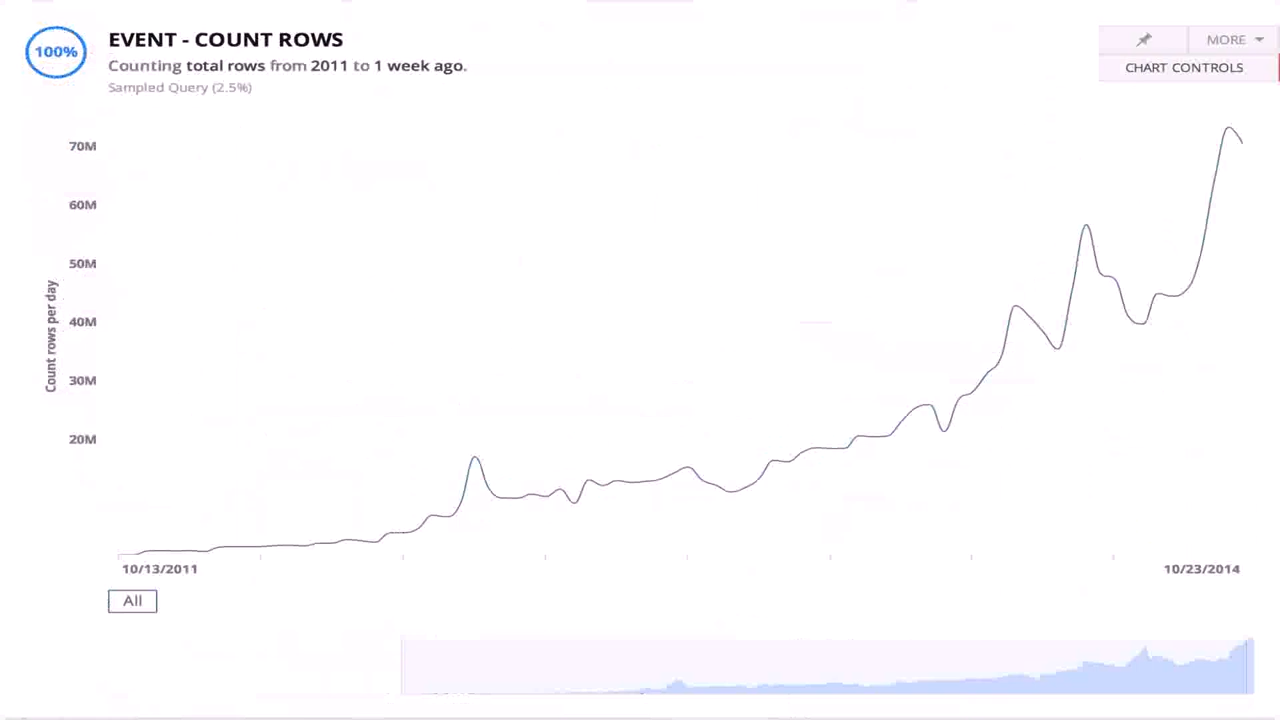 100%
EVENT - COUNT ROWS
Counting total rows from 2011 to 1 week ago.
Sampled Query (2.5%)
MORE
CHART CONTROLS
Count rows per day
70M
60M
50M
40M
30M
20M
10/13/2011
10/23/2014
All